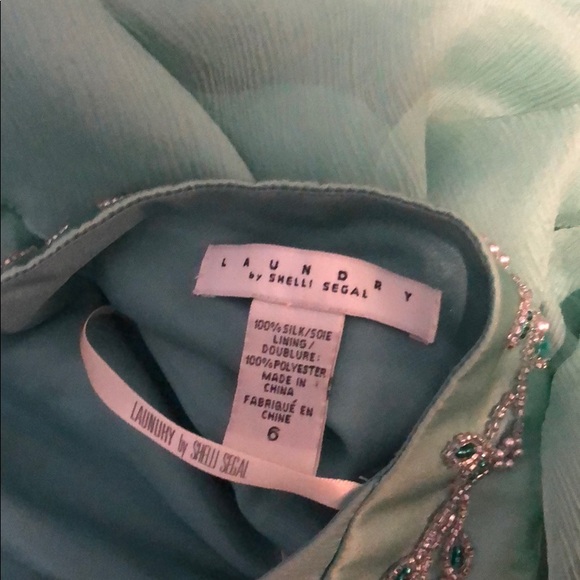 LAUNDRY
by SHELLI SEGAL
100% SILK/SOIE
LINING/
DOUBLURE:
100% POLYESTER
MADE IN
CHINA
FABRIQUÉ EN
CHINE
6
LAUNDRY by SHELLI SEGAL